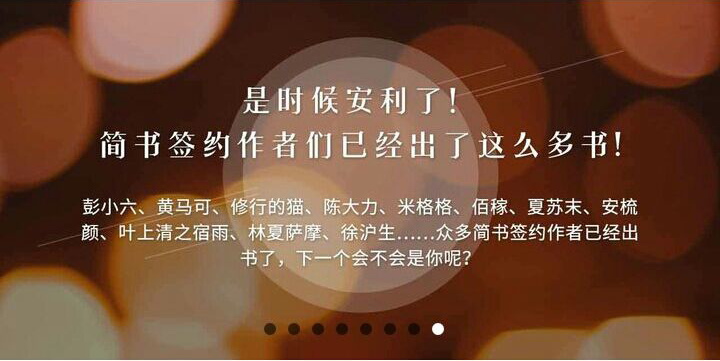 是时候安利了！
简书签约作者们已经出了这么多书！
彭小六、黄马可、修行的猫、陈大力、米格格、佰稼、夏苏末、安梳
颜、叶上清之宿雨、林夏萨摩、徐沪生……众多简书签约作者已经出
书了，下一个会不会是你呢？